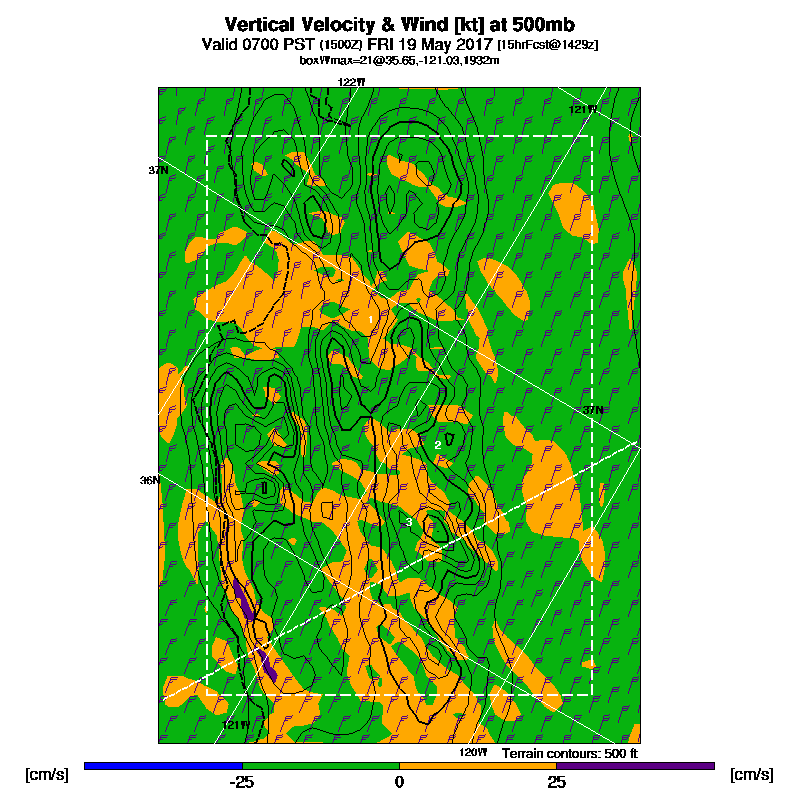 Vertical Velocity & Wind [kt] at 500mb
Valid 0700 PST (1500Z) FRI 19 May 2017 [15hrFcst@1429z]
boxWmax=21@35.65,-121.03,1932m
122W
121W
37N
1
37N
2
36N
3
121W
120W
Terrain contours: 500 ft
[cm/s] [cm/s]
-25 0 25